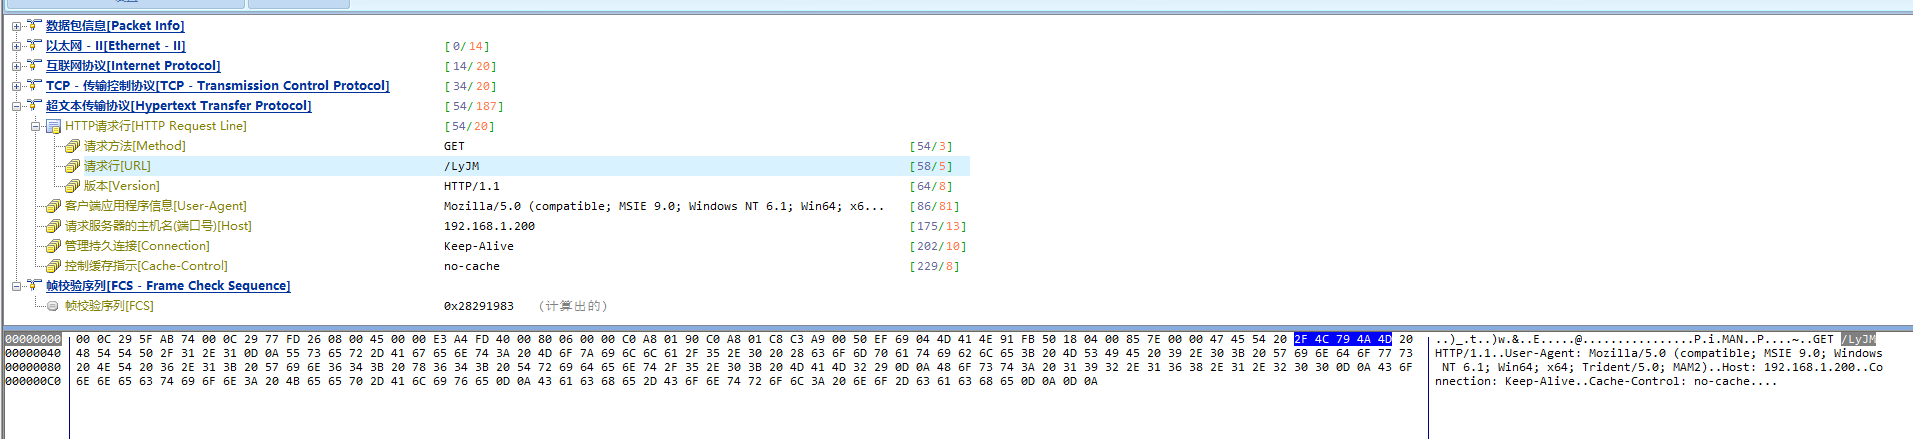 数据包信息[Packet Info]
以太网 - II[Ethernet - II] [0/14]
互联网协议[Internet Protocol] [14/20]
TCP - 传输控制协议[TCP - Transmission Control Protocol] [34/20]
超文本传输协议[Hypertext Transfer Protocol] [54/187]
HTTP请求行[HTTP Request Line] [54/20]
请求方法[Method] GET [54/3]
请求行[URL] /LyJM [58/5]
版本[Version] HTTP/1.1 [64/8]
客户端应用程序信息[User-Agent] Mozilla/5.0 (compatible; MSIE 9.0; Windows NT 6.1; Win64; x6... [86/81]
请求服务器的主机名(端口号)[Host] 192.168.1.200 [175/13]
管理持久连接[Connection] Keep-Alive [202/10]
控制缓存指示[Cache-Control] no-cache [229/8]
帧校验序列[FCS - Frame Check Sequence]
帧校验序列[FCS] 0x28291983 (计算出的)
00000000 00 0C 29 5F AB 74 00 0C 29 77 FD 26 08 00 45 00 00 E3 A4 FD 40 00 80 06 00 00 C0 A8 01 90 C0 A8 01 C8 C3 A9 00 50 EF 69 04 4D 41 4E 91 FB 50 18 04 00 85 7E 00 00 47 45 54 20 2F 4C 79 4A 4D 20 ..)_.t..)w.&..E.....@................P.i.MAN..P....~..GET /LyJM
00000040 48 54 54 50 2F 31 2E 31 0D 0A 55 73 65 72 2D 41 67 65 6E 74 3A 20 4D 6F 7A 69 6C 6C 61 2F 35 2E 30 20 28 63 6F 6D 70 61 74 69 62 6C 65 3B 20 4D 53 49 45 20 39 2E 30 3B 20 57 69 6E 64 6F 77 73 HTTP/1.1..User-Agent: Mozilla/5.0 (compatible; MSIE 9.0; Windows
00000080 20 4E 54 20 36 2E 31 3B 20 57 69 6E 36 34 3B 20 78 36 34 3B 20 54 72 69 64 65 6E 74 2F 35 2E 30 3B 20 4D 41 4D 32 29 0D 0A 48 6F 73 74 3A 20 31 39 32 2E 31 36 38 2E 31 2E 32 30 30 0D 0A 43 6F NT 6.1; Win64; x64; Trident/5.0; MAM2)..Host: 192.168.1.200..Co
000000C0 6E 6E 65 63 74 69 6F 6E 3A 20 4B 65 65 70 2D 41 6C 69 76 65 0D 0A 43 61 63 68 65 2D 43 6F 6E 74 72 6F 6C 3A 20 6E 6F 2D 63 61 63 68 65 0D 0A 0D 0A nnection: Keep-Alive..Cache-Control: no-cache....